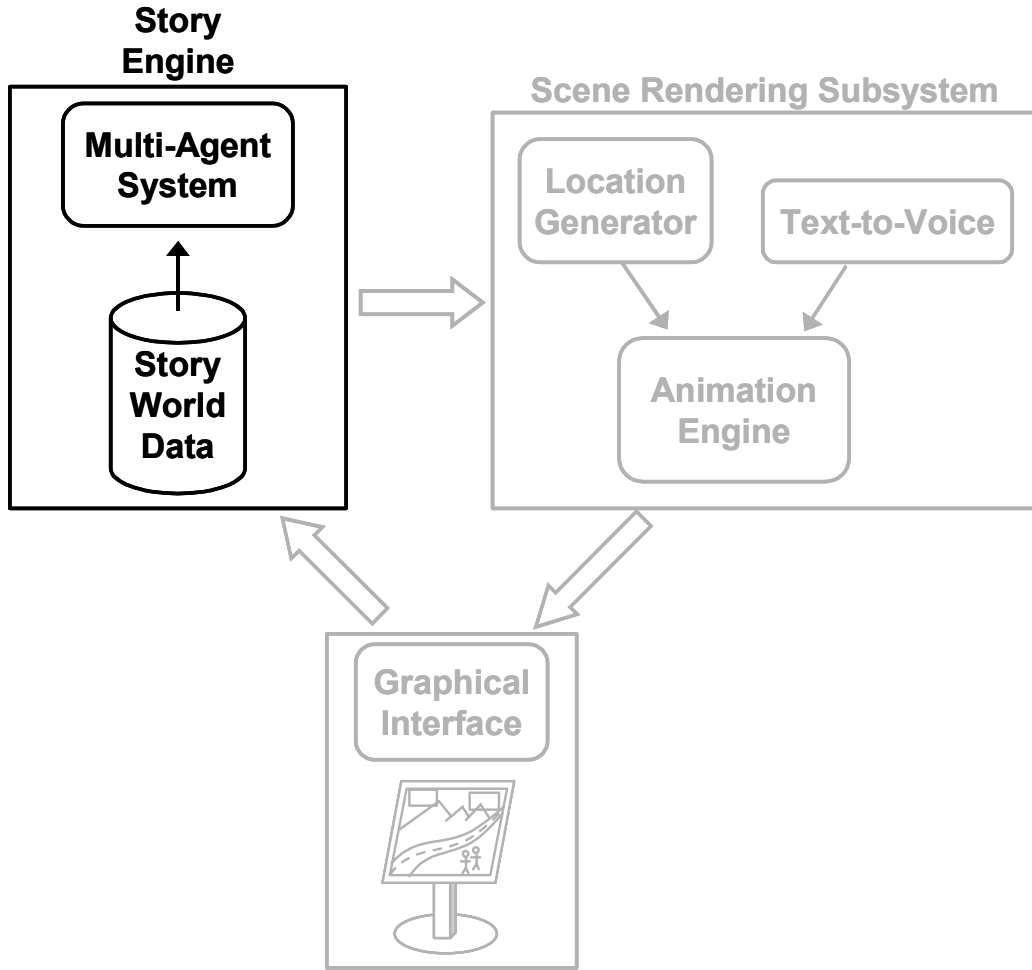 Story
Engine
Multi-Agent
System
Story
World
Data
Scene Rendering Subsystem
Location
Generator
Text-to-Voice
Animation
Engine
Graphical
Interface